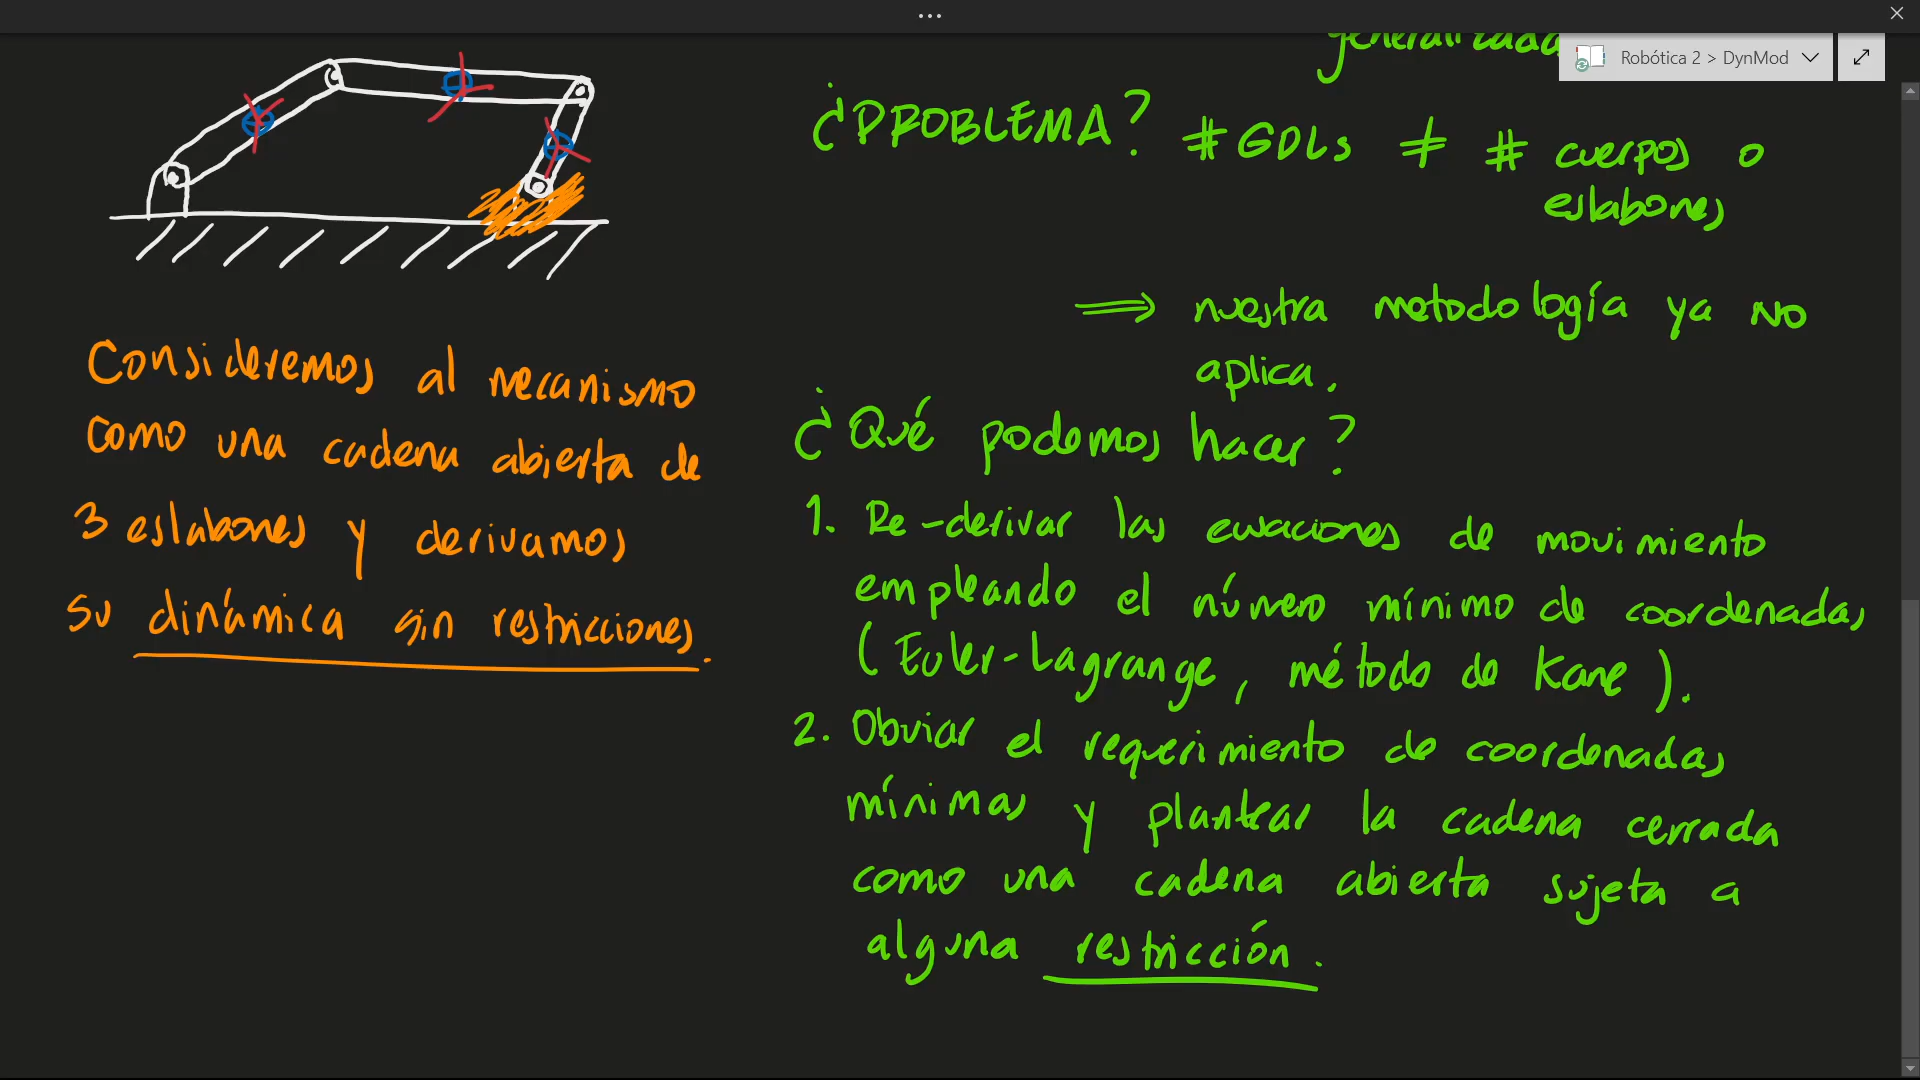 Robótica 2 > DynMod
¿PROBLEMA? #GDLs ≠ # cuerpos o
eslabones
⟹ nuestra metodología ya NO
aplica.
¿Qué podemos hacer?
1. Re-derivar las ecuaciones de movimiento
empleando el número mínimo de coordenadas
(Euler-Lagrange, método de Kane).
2. Obviar el requerimiento de coordenadas
mínimas y plantear la cadena cerrada
como una cadena abierta sujeta a
alguna restricción.
Consideremos al mecanismo
como una cadena abierta de
3 eslabones y derivamos
su dinámica sin restricciones.